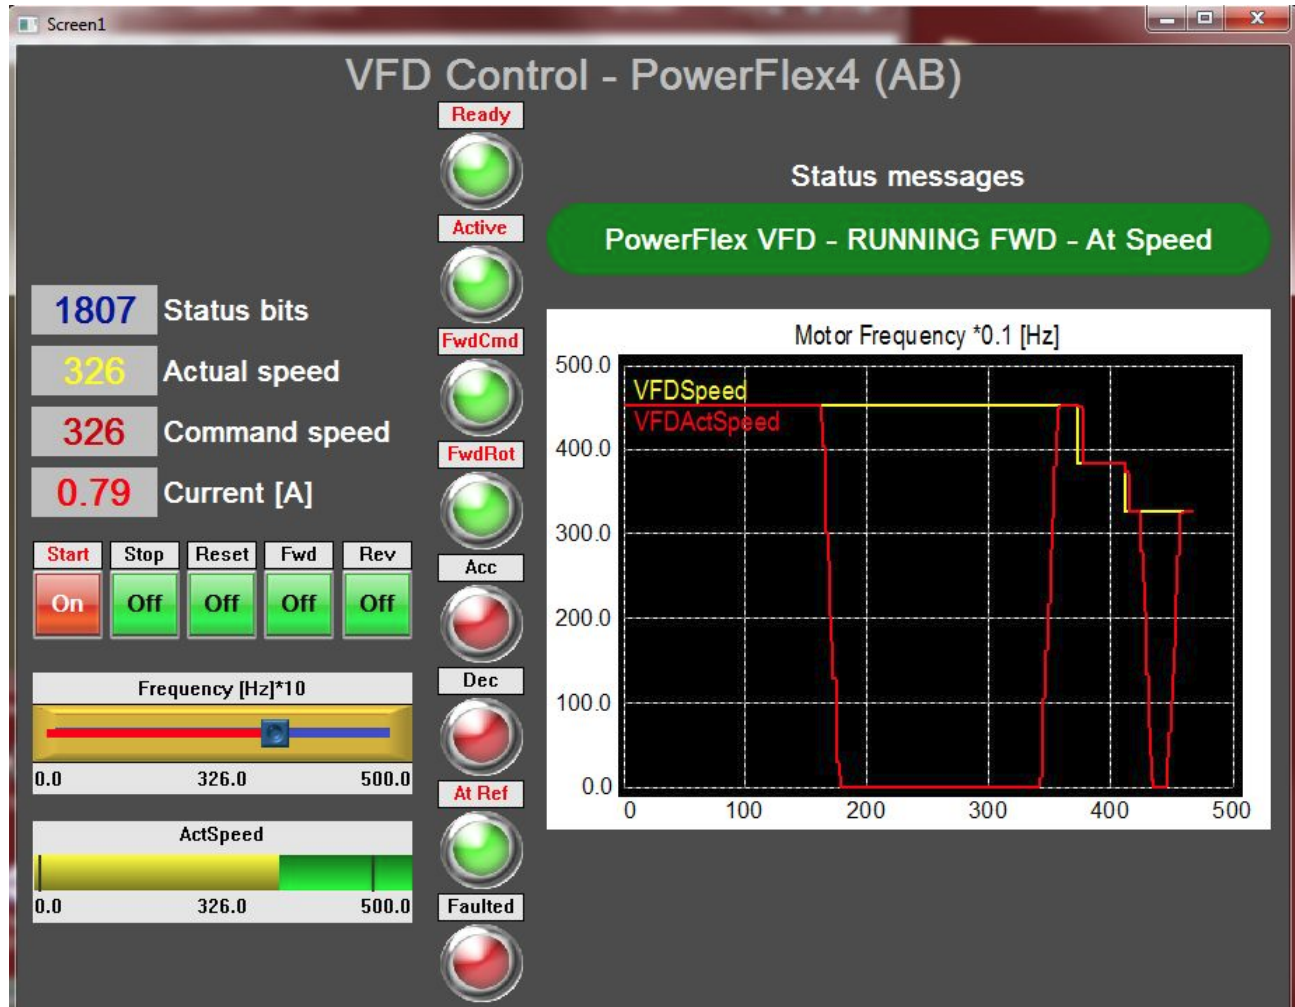 Screen1
VFD Control - PowerFlex4 (AB)
Ready
Active
FwdCmd
FwdRot
Acc
Dec
At Ref
Faulted
1807 Status bits
326 Actual speed
326 Command speed
0.79 Current [A]
Start Stop Reset Fwd Rev
On Off Off Off Off
Frequency [Hz]*10
0.0 326.0 500.0
ActSpeed
0.0 326.0 500.0
Status messages
PowerFlex VFD - RUNNING FWD - At Speed
Motor Frequency *0.1 [Hz]
VFDSpeed
VFDActSpeed
500.0
400.0
300.0
200.0
100.0
0.0
0 100 200 300 400 500